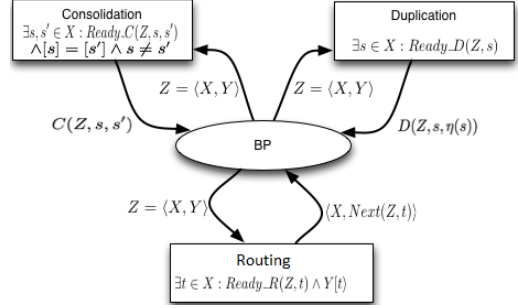 Consolidation
∃s, s′ ∈ X : Ready_C(Z, s, s′)
∧[s] = [s′] ∧ s ≠ s′
Duplication
∃s ∈ X : Ready_D(Z, s)
Z = ⟨X, Y⟩
Z = ⟨X, Y⟩
C(Z, s, s′)
D(Z, s, η(s))
BP
Z = ⟨X, Y⟩
⟨X, Next(Z, t)⟩
Routing
∃t ∈ X : Ready_R(Z, t) ∧ Y[t⟩